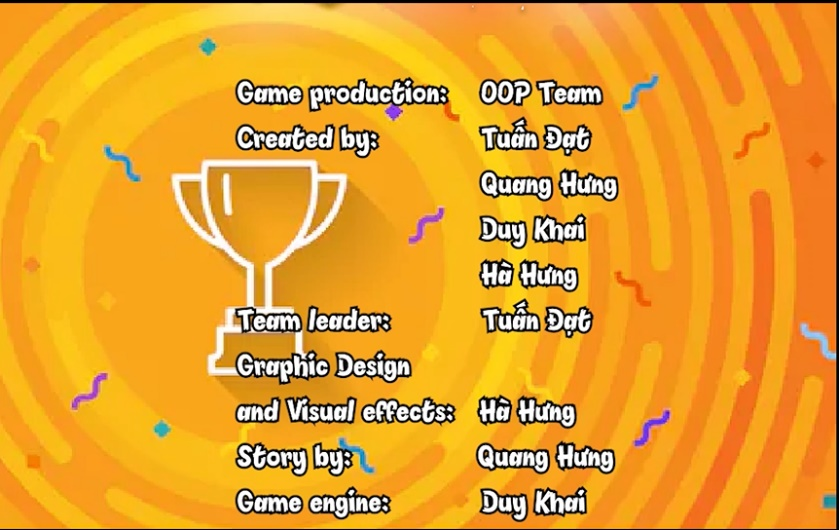 Game production: OOP Team
Created by: Tuấn Đạt
Quang Hưng
Duy Khai
Hà Hưng
Team leader: Tuấn Đạt
Graphic Design
and Visual effects: Hà Hưng
Story by: Quang Hưng
Game engine: Duy Khai